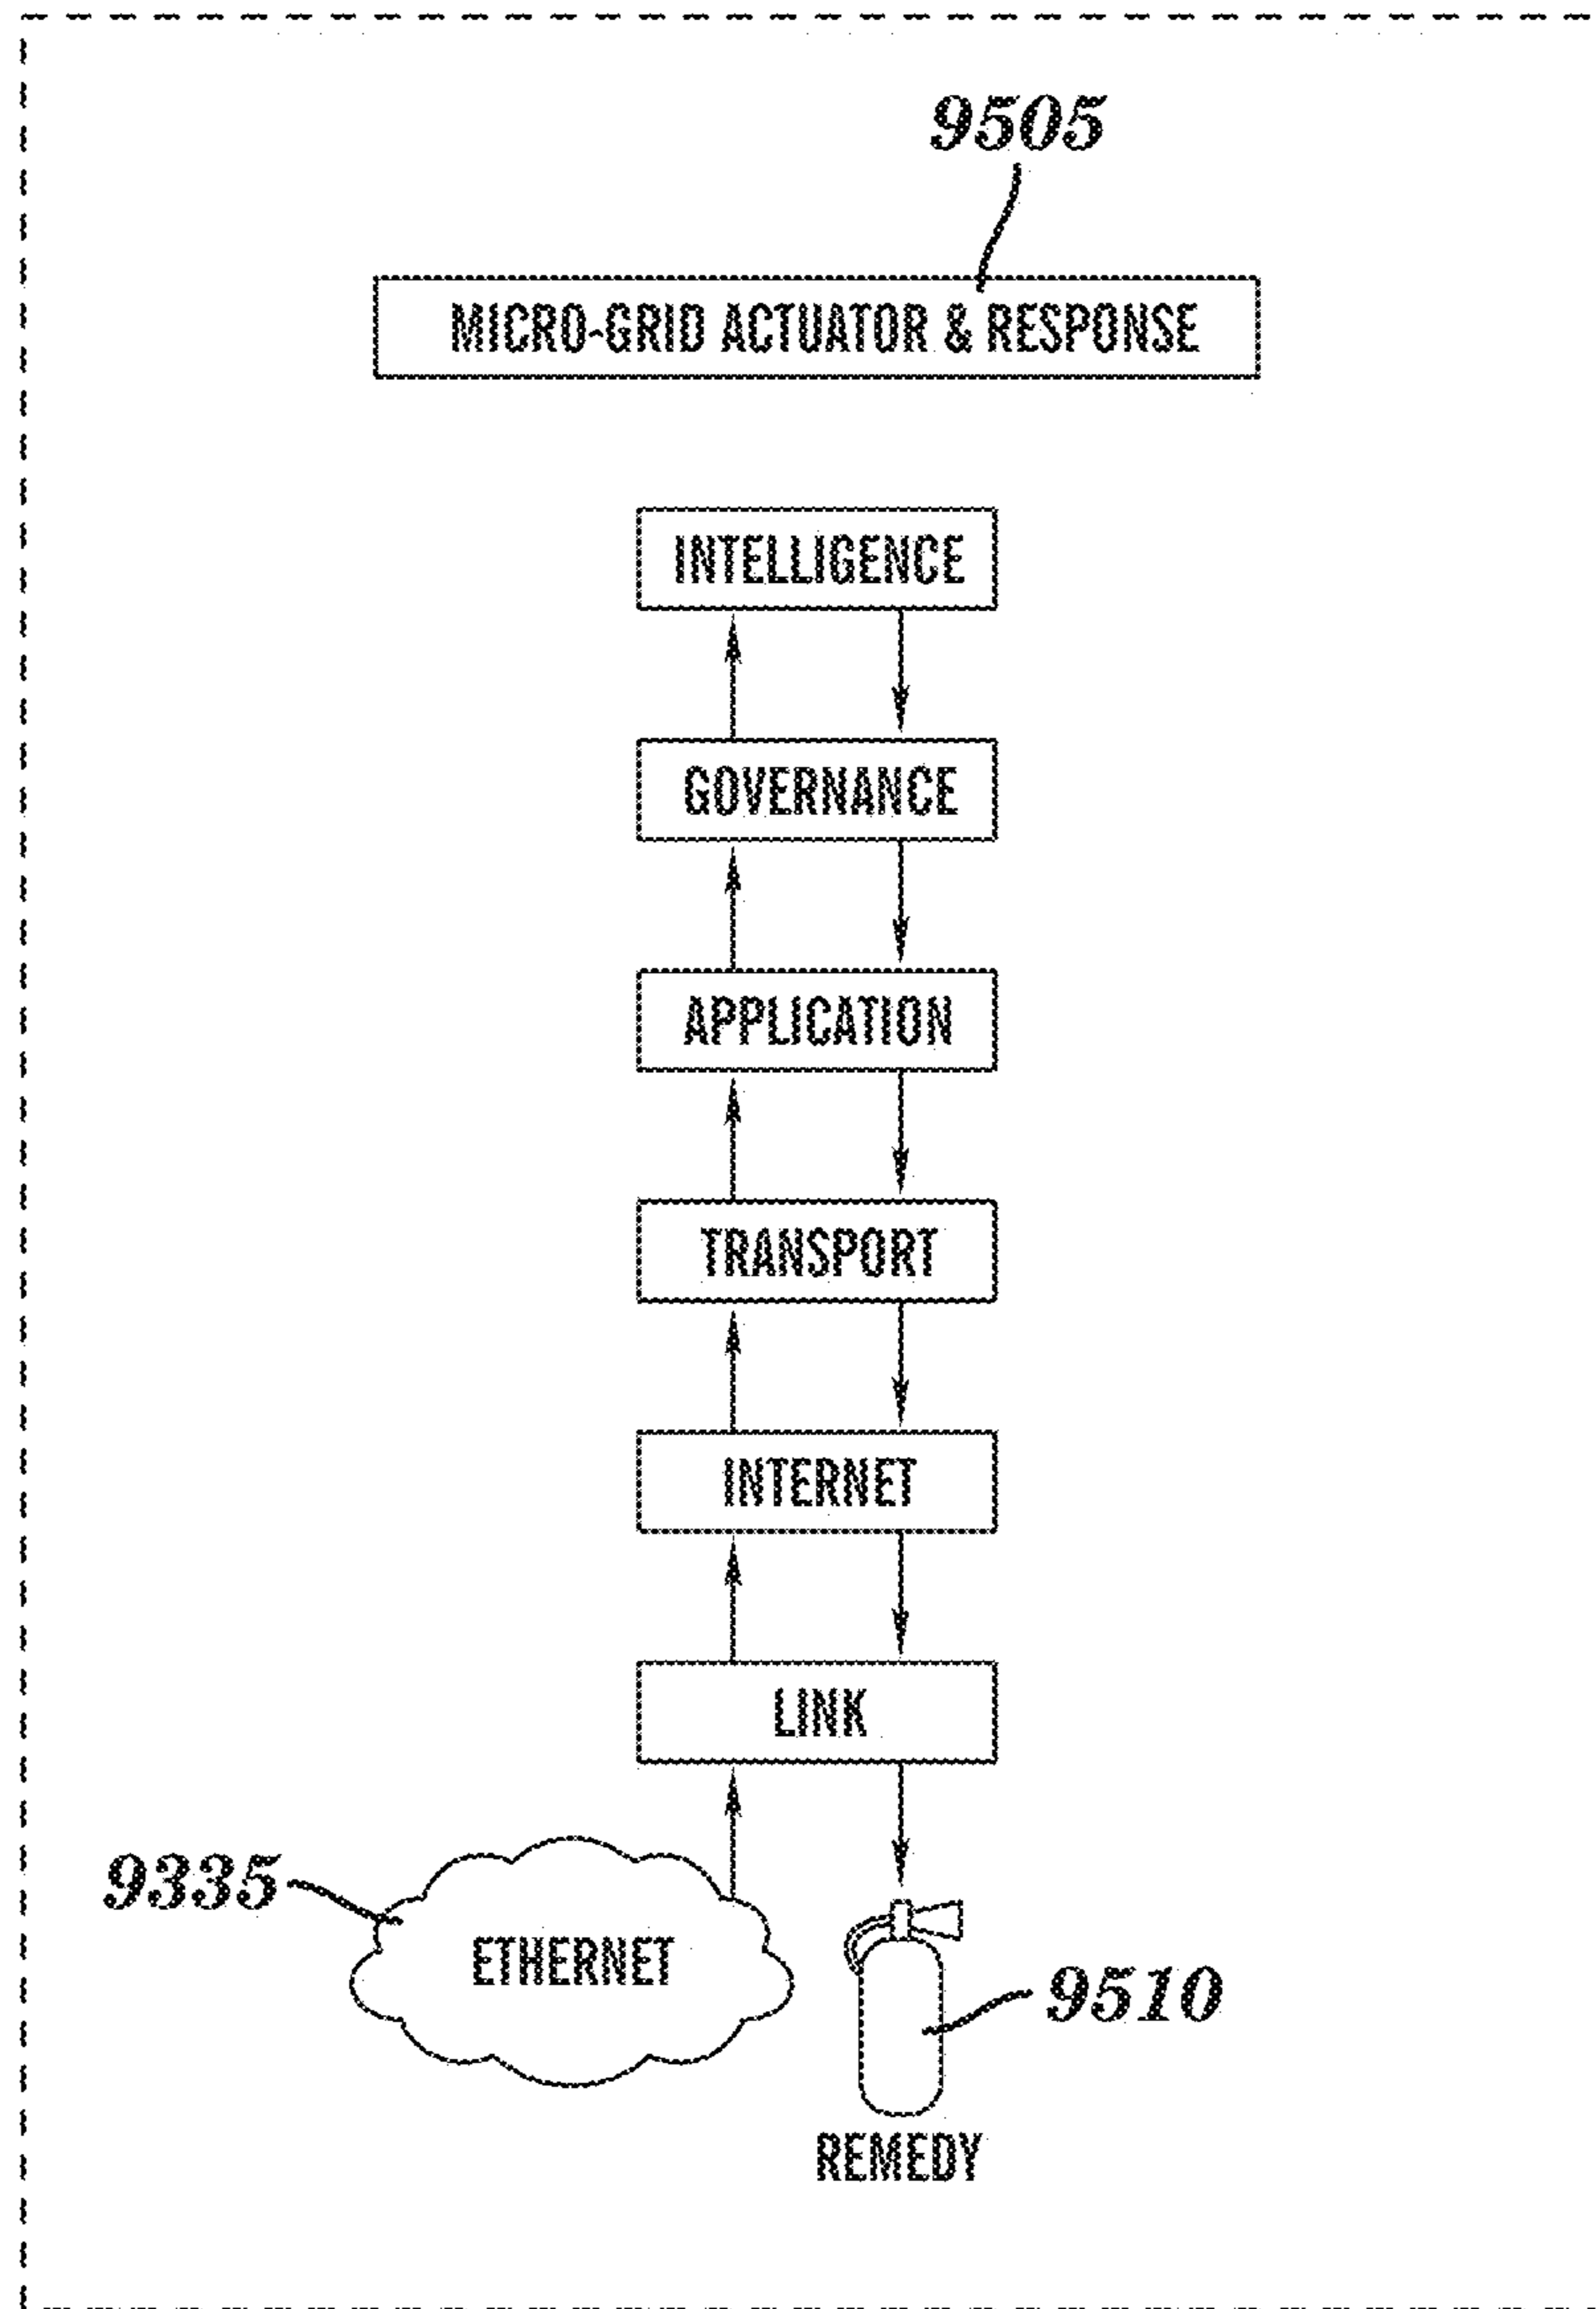 9505
MICRO-GRID ACTUATOR & RESPONSE
INTELLIGENCE
GOVERNANCE
APPLICATION
TRANSPORT
INTERNET
LINK
9335
ETHERNET
9510
REMEDY